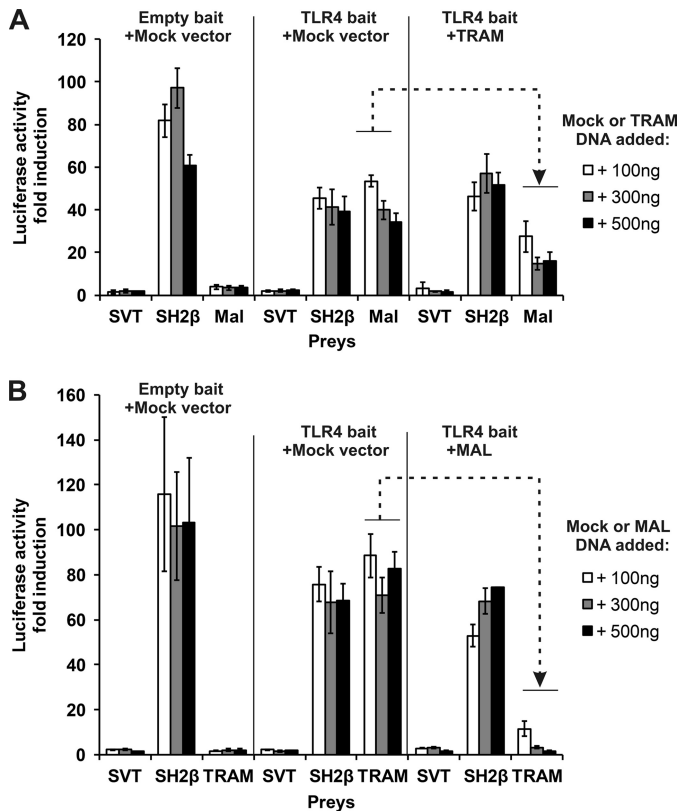 A
Empty bait
+Mock vector
TLR4 bait
+Mock vector
TLR4 bait
+TRAM
Luciferase activity
fold induction
120
100
80
60
40
20
0
Mock or TRAM
DNA added:
+ 100ng
+ 300ng
+ 500ng
SVT SH2β Mal SVT SH2β Mal SVT SH2β Mal
Preys
B
Empty bait
+Mock vector
TLR4 bait
+Mock vector
TLR4 bait
+MAL
Luciferase activity
fold induction
160
140
120
100
80
60
40
20
0
Mock or MAL
DNA added:
+ 100ng
+ 300ng
+ 500ng
SVT SH2β TRAM SVT SH2β TRAM SVT SH2β TRAM
Preys